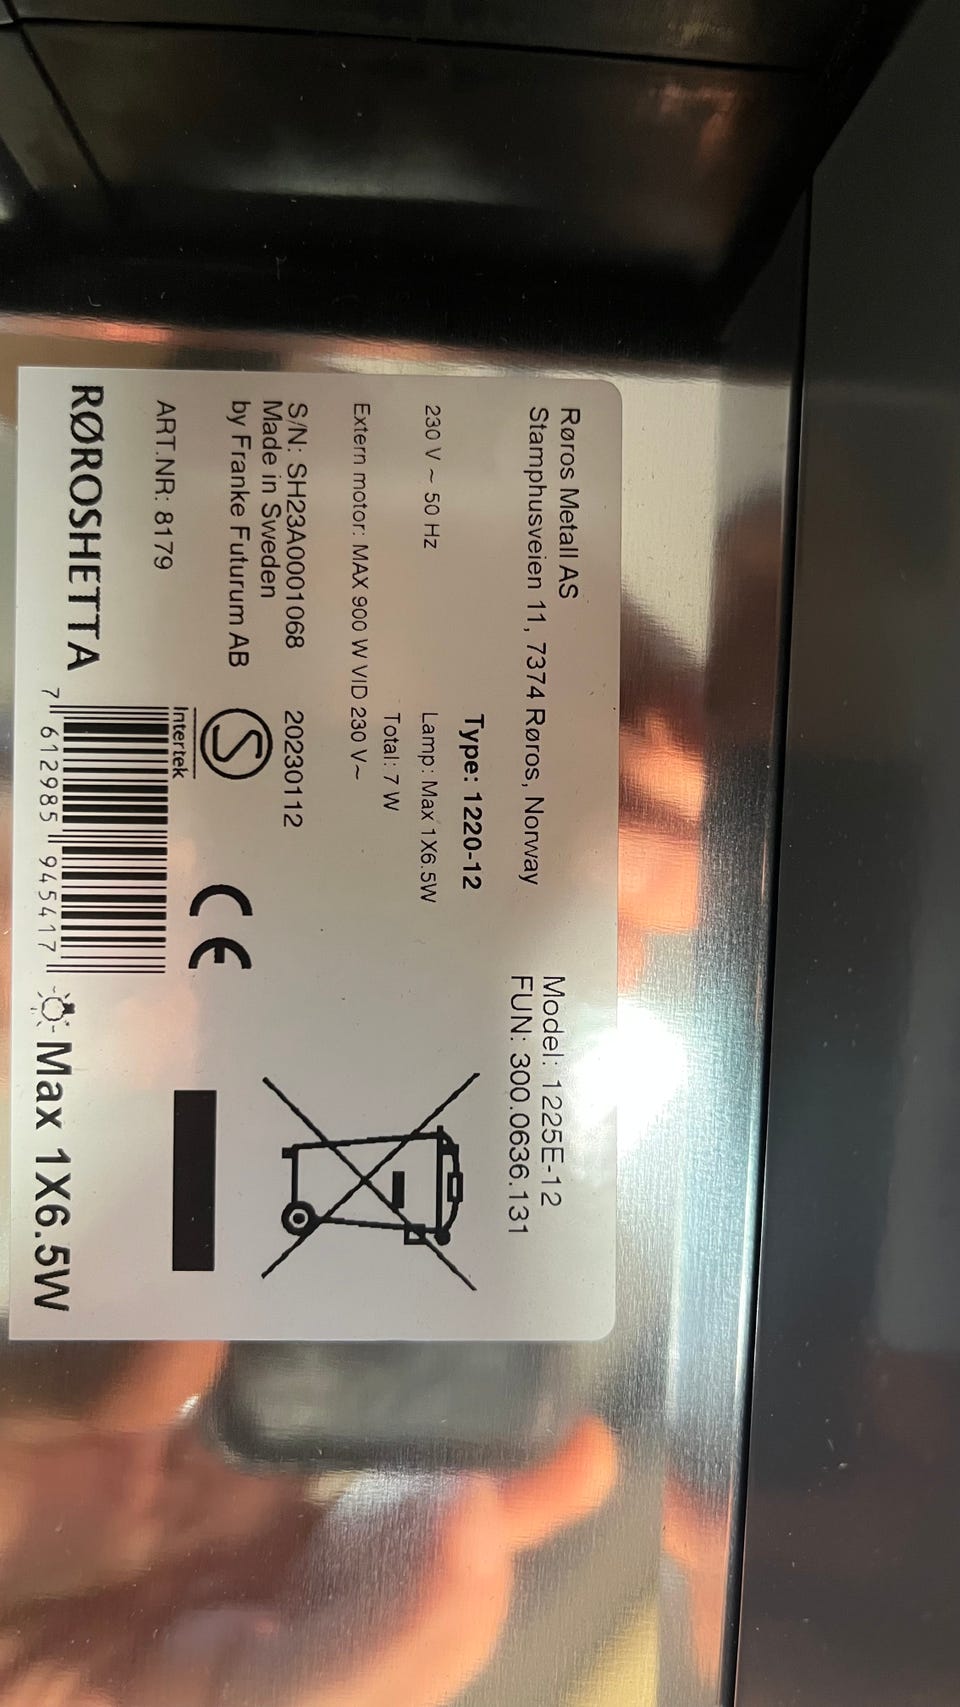 Røros Metall AS
Stamphusveien 11, 7374 Røros, Norway
Model: 1225E-12
FUN: 300.0636.131
Type: 1220-12
230 V ~ 50 Hz
Lamp: Max 1X6.5W
Total: 7 W
Extern motor: MAX 900 W VID 230 V~
S/N: SH23A0001068
20230112
Made in Sweden
by Franke Futurum AB
S
CE
Intertek
ART.NR: 8179
RØROSHETTA
7 612985 945417
Max 1X6.5W